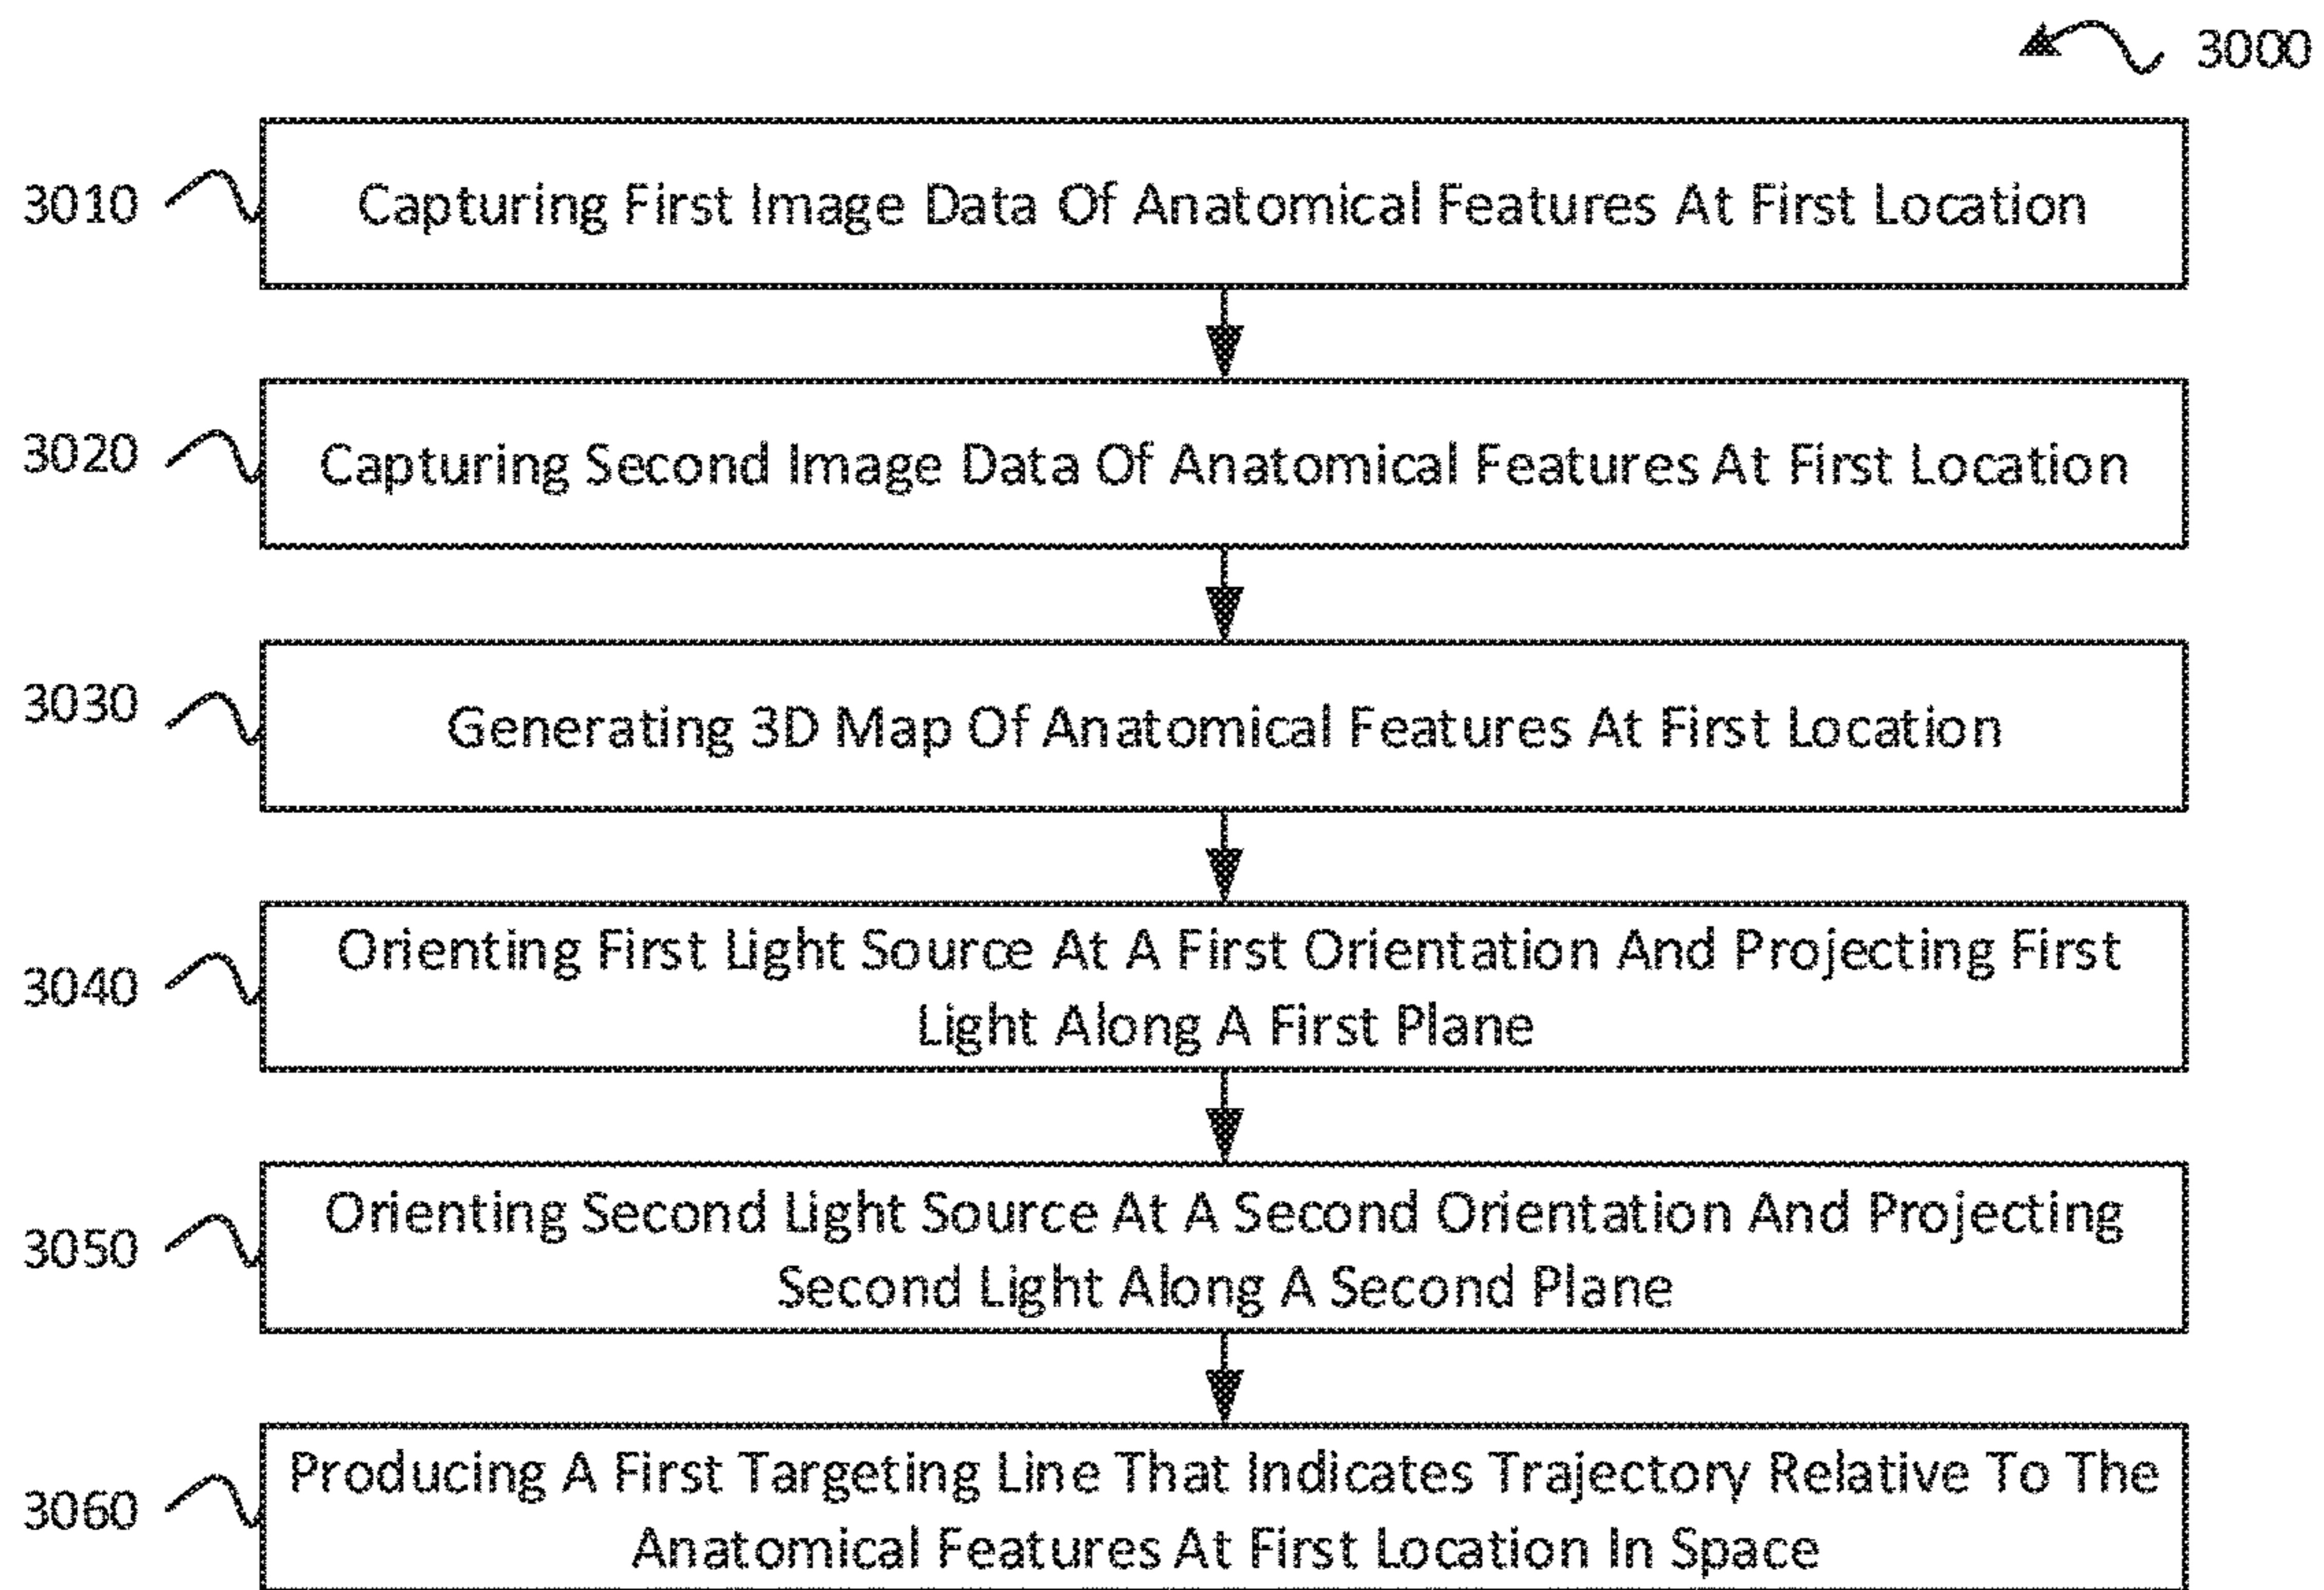 3000
3010
Capturing First Image Data Of Anatomical Features At First Location
3020
Capturing Second Image Data Of Anatomical Features At First Location
3030
Generating 3D Map Of Anatomical Features At First Location
3040
Orienting First Light Source At A First Orientation And Projecting First
Light Along A First Plane
3050
Orienting Second Light Source At A Second Orientation And Projecting
Second Light Along A Second Plane
3060
Producing A First Targeting Line That Indicates Trajectory Relative To The
Anatomical Features At First Location In Space